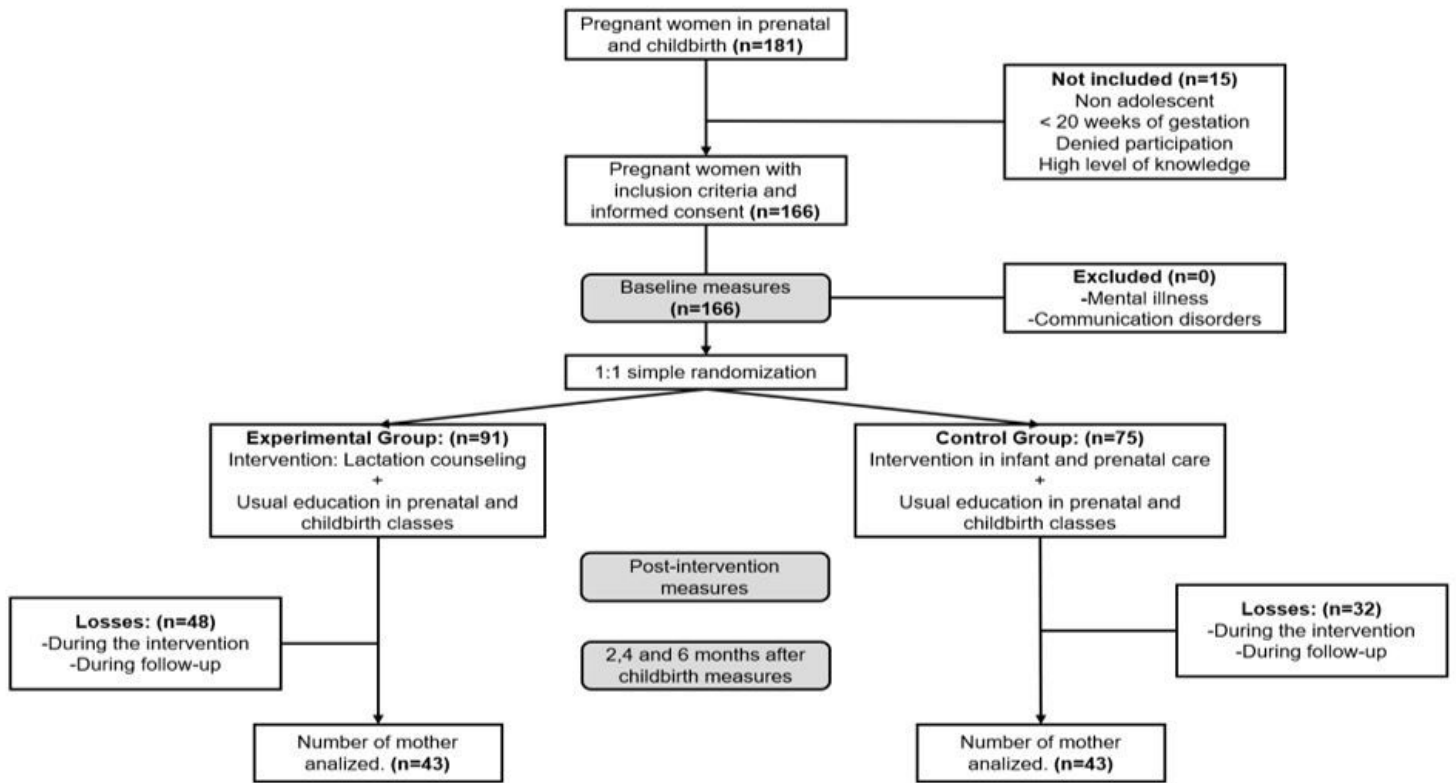 Pregnant women in prenatal
and childbirth (n=181)
Not included (n=15)
Non adolescent
< 20 weeks of gestation
Denied participation
High level of knowledge
Pregnant women with
inclusion criteria and
informed consent (n=166)
Baseline measures
(n=166)
Excluded (n=0)
-Mental illness
-Communication disorders
1:1 simple randomization
Experimental Group: (n=91)
Intervention: Lactation counseling
+
Usual education in prenatal and
childbirth classes
Control Group: (n=75)
Intervention in infant and prenatal care
+
Usual education in prenatal and
childbirth classes
Post-intervention
measures
Losses: (n=48)
-During the intervention
-During follow-up
2,4 and 6 months after
childbirth measures
Losses: (n=32)
-During the intervention
-During follow-up
Number of mother
analized. (n=43)
Number of mother
analized. (n=43)